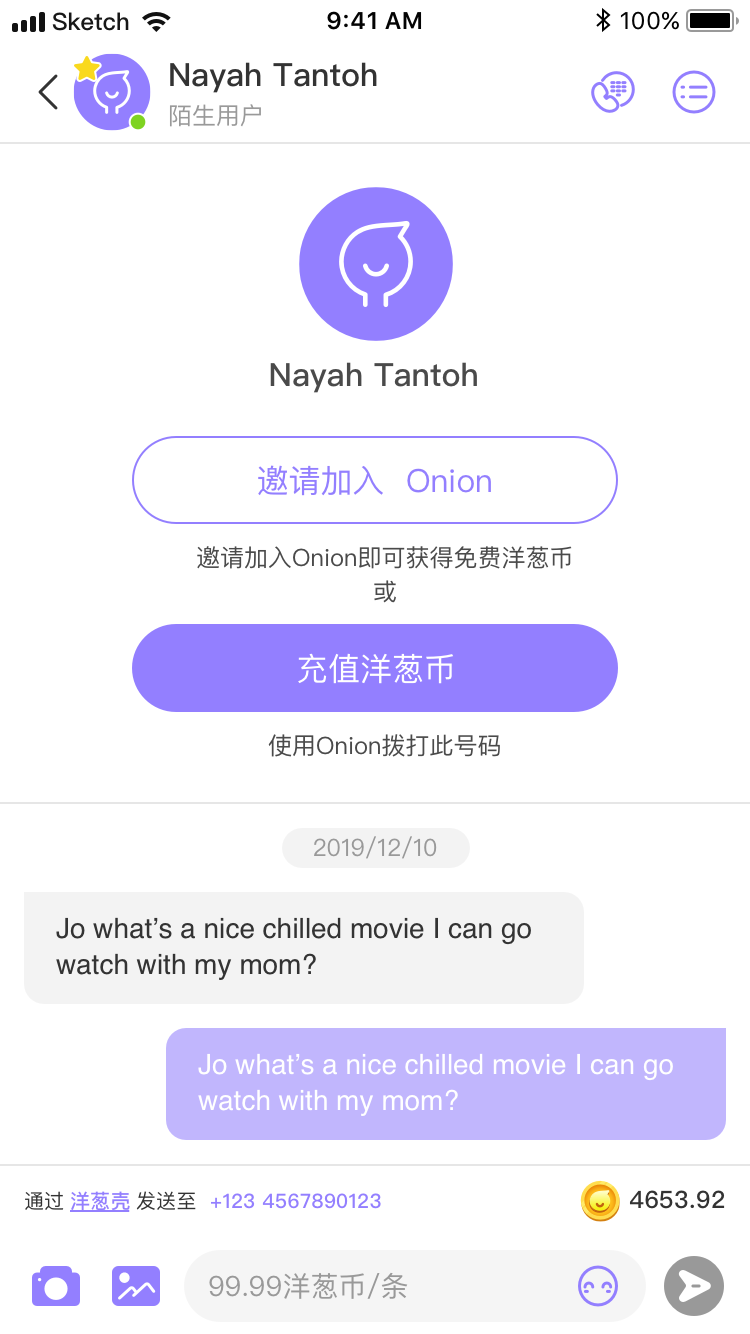 Sketch 9:41 AM 100%
Nayah Tantoh
陌生用户
Nayah Tantoh
邀请加入 Onion
邀请加入Onion即可获得免费洋葱币
或
充值洋葱币
使用Onion拨打此号码
2019/12/10
Jo what’s a nice chilled movie I can go
watch with my mom?
Jo what’s a nice chilled movie I can go
watch with my mom?
通过 洋葱壳 发送至 +123 4567890123 4653.92
99.99洋葱币/条